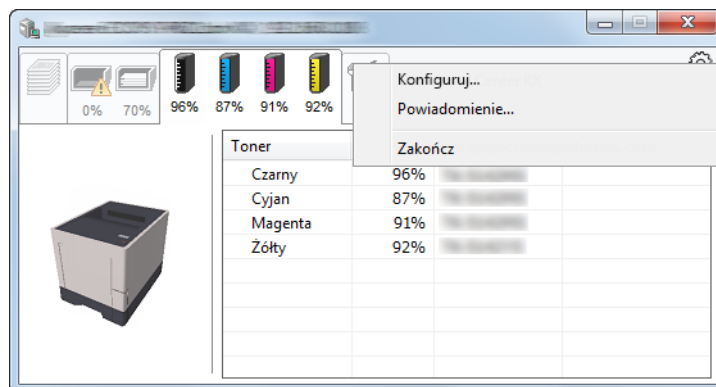 0% 70% 96% 87% 91% 92%
Konfiguruj...
Powiadomienie...
Zakończ
Toner
Czarny 96%
Cyjan 87%
Magenta 91%
Żółty 92%